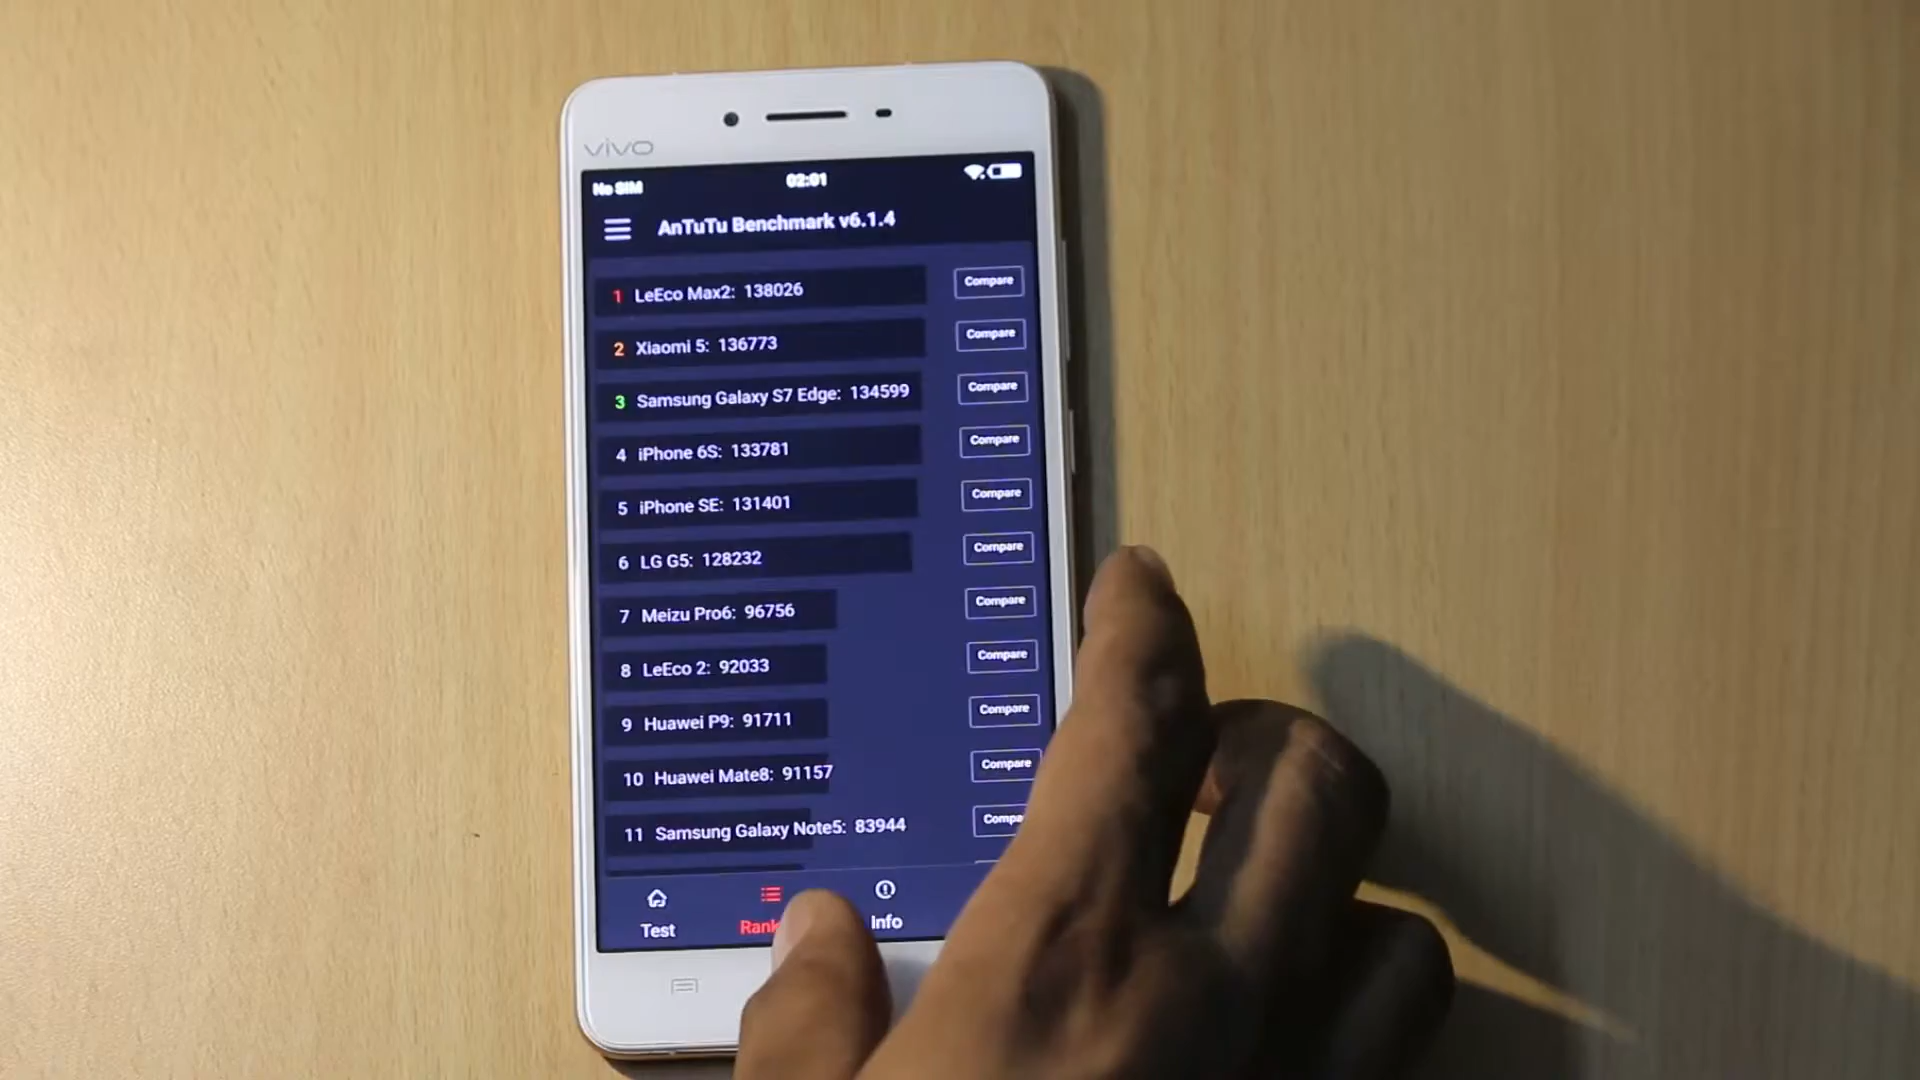 vivo
No SIM 02:01
AnTuTu Benchmark v6.1.4
1 LeEco Max2: 138026 Compare
2 Xiaomi 5: 136773 Compare
3 Samsung Galaxy S7 Edge: 134599 Compare
4 iPhone 6S: 133781 Compare
5 iPhone SE: 131401 Compare
6 LG G5: 128232 Compare
7 Meizu Pro6: 96756 Compare
8 LeEco 2: 92033 Compare
9 Huawei P9: 91711 Compare
10 Huawei Mate8: 91157 Compare
11 Samsung Galaxy Note5: 83944 Compa
Test Rank Info